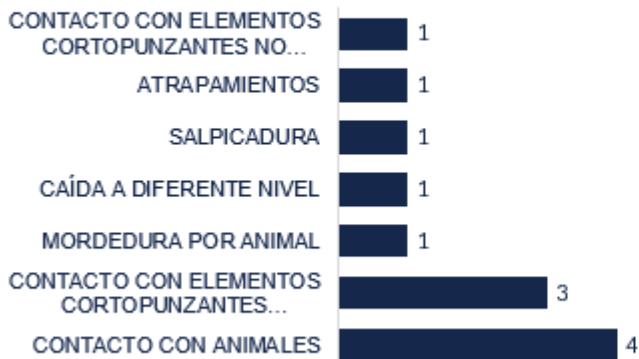 CONTACTO CON ELEMENTOS
CORTOPUNZANTES NO...
1
ATRAPAMIENTOS
1
SALPICADURA
1
CAÍDA A DIFERENTE NIVEL
1
MORDEDURA POR ANIMAL
1
CONTACTO CON ELEMENTOS
CORTOPUNZANTES...
3
CONTACTO CON ANIMALES
4